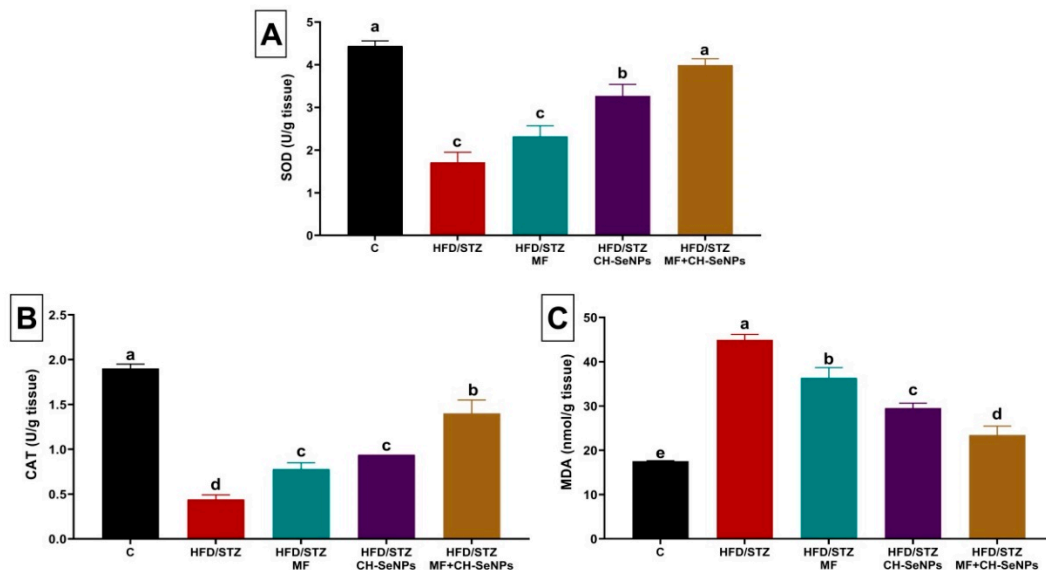 A
SOD (U/g tissue)
5
4
3
2
1
0
a
c
c
b
a
C
HFD/STZ
HFD/STZ
MF
HFD/STZ
CH-SeNPs
HFD/STZ
MF+CH-SeNPs
B
CAT (U/g tissue)
2.5
2.0
1.5
1.0
0.5
0.0
a
d
c
c
b
C
HFD/STZ
HFD/STZ
MF
HFD/STZ
CH-SeNPs
HFD/STZ
MF+CH-SeNPs
C
MDA (nmol/g tissue)
50
40
30
20
10
0
e
a
b
c
d
C
HFD/STZ
HFD/STZ
MF
HFD/STZ
CH-SeNPs
HFD/STZ
MF+CH-SeNPs